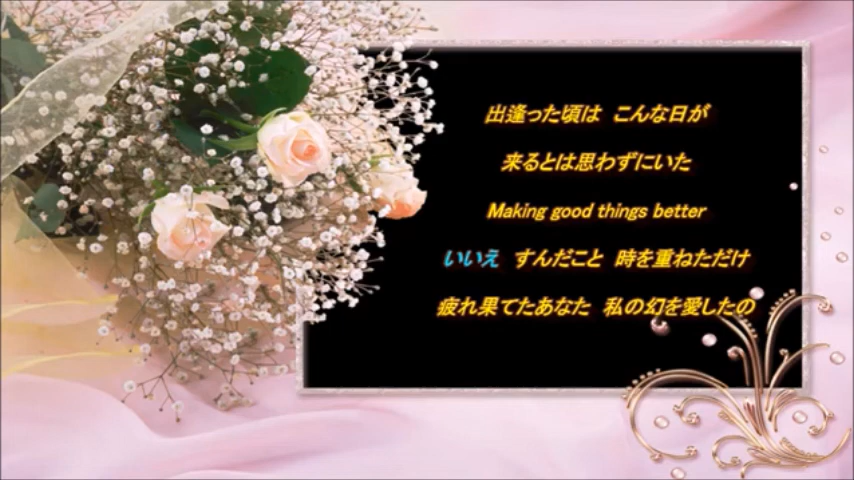 出逢った頃は こんな日が
来るとは思わずにいた
Making good things better
いいえ すんだこと 時を重ねただけ
疲れ果てたあなた 私の幻を愛したの